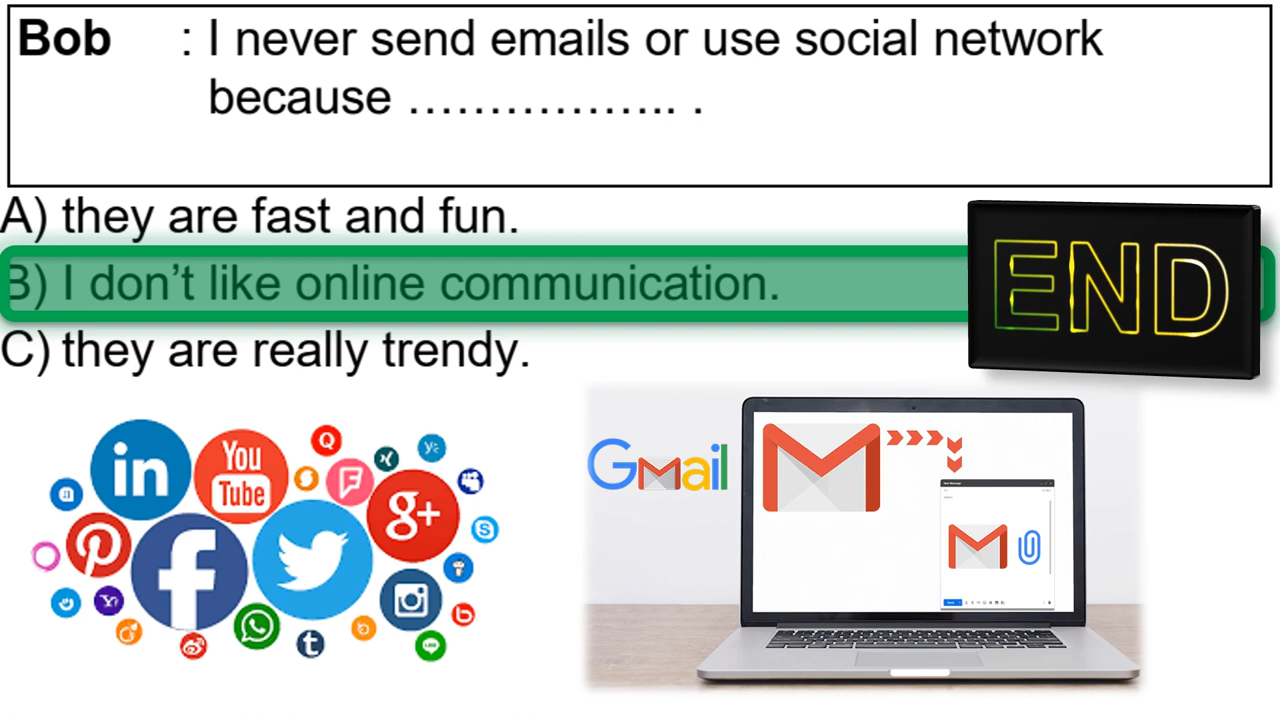 Bob : I never send emails or use social network
because ................. .
A) they are fast and fun.
B) I don't like online communication.
C) they are really trendy.
END
in
You
Tube
g+
Gmail